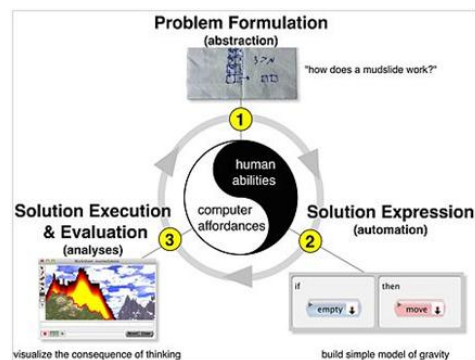 Problem Formulation
(abstraction)
"how does a mudslide work?"
1
human
abilities
computer
affordances
Solution Execution
& Evaluation
(analyses)
3
2
Solution Expression
(automation)
if
then
empty
move
visualize the consequence of thinking
build simple model of gravity